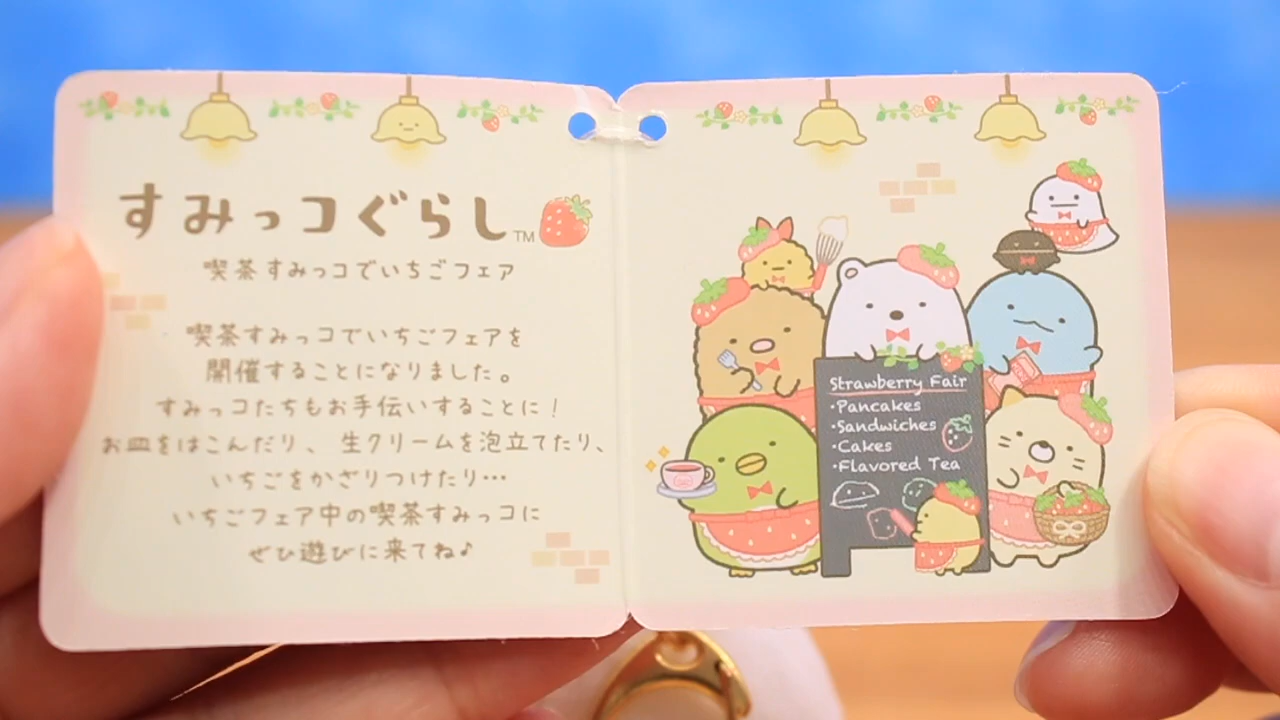 すみっコぐらし™
喫茶すみっコでいちごフェア
喫茶すみっコでいちごフェアを
開催することになりました。
すみっコたちもお手伝いすることに！
お皿をはこんだり、生クリームを泡立てたり、
いちごをかざりつけたり…
いちごフェア中の喫茶すみっコに
ぜひ遊びに来てね♪
Strawberry Fair
・Pancakes
・Sandwiches
・Cakes
・Flavored Tea